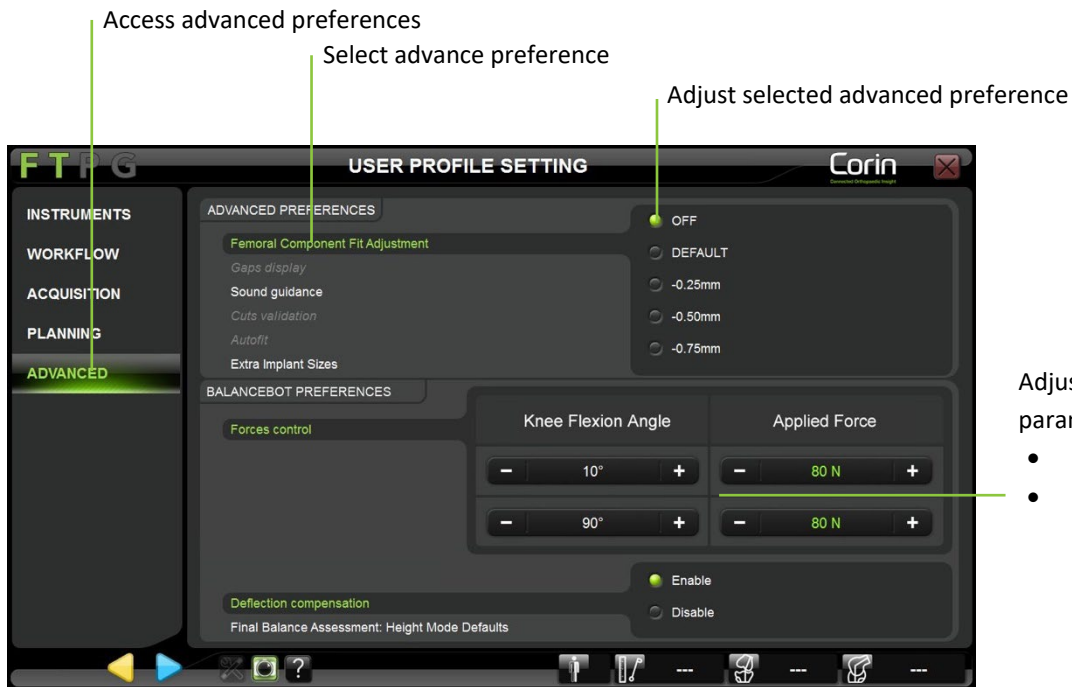 Access advanced preferences
Select advance preference
Adjust selected advanced preference
FTPG
USER PROFILE SETTING
Corin
INSTRUMENTS
WORKFLOW
ACQUISITION
PLANNING
ADVANCED
ADVANCED PREFERENCES
Femoral Component Fit Adjustment
Gaps display
Sound guidance
Cuts validation
Autofit
Extra Implant Sizes
OFF
DEFAULT
-0.25mm
-0.50mm
-0.75mm
BALANCEBOT PREFERENCES
Forces control
Knee Flexion Angle Applied Force
- 10° + - 80 N +
- 90° + - 80 N +
Deflection compensation
Final Balance Assessment: Height Mode Defaults
Enable
Disable
? --- --- ---
•
•